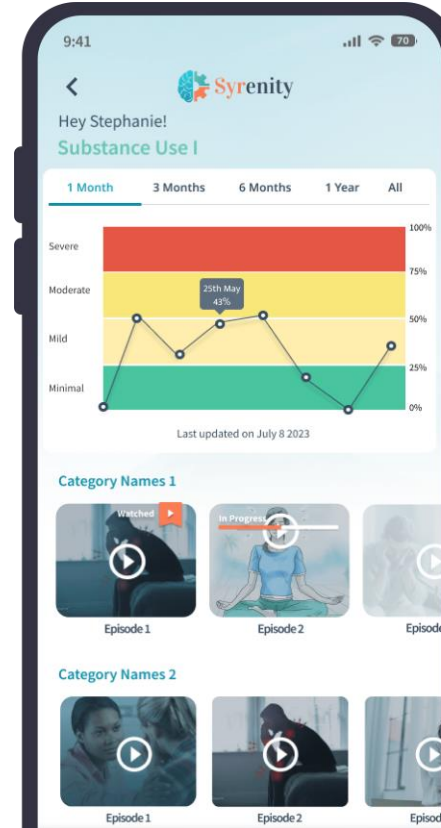 9:41
70
Syrenity
Hey Stephanie!
Substance Use I
1 Month 3 Months 6 Months 1 Year All
100%
Severe
75%
Moderate
25th May
43%
50%
Mild
25%
Minimal
0%
Last updated on July 8 2023
Category Names 1
Watched
In Progress
Episode 1 Episode 2 Episode
Category Names 2
Episode 1 Episode 2 Episod